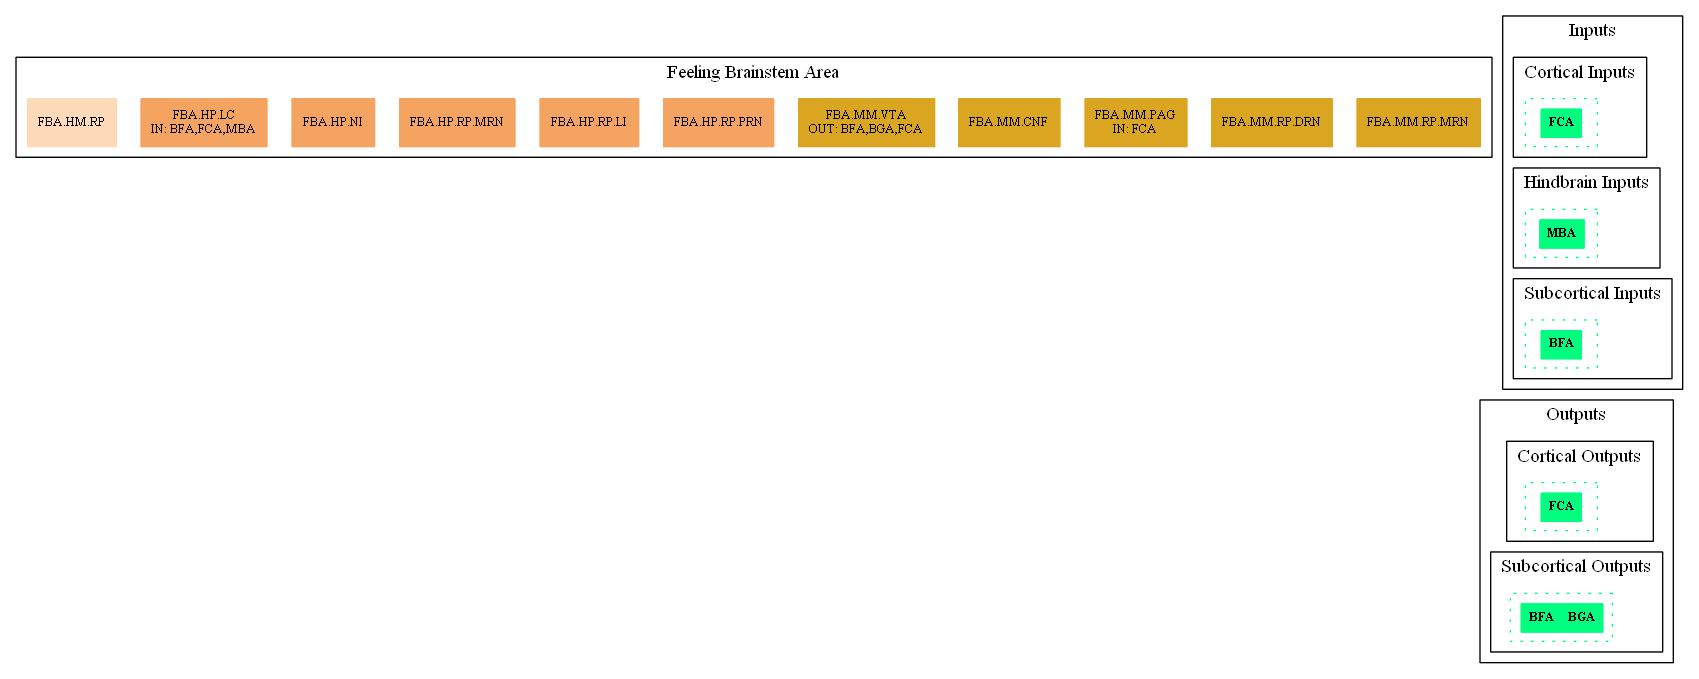 Feeling Brainstem Area
FBA.HM.RP
FBA.HP.LC
IN: BFA,FCA,MBA
FBA.HP.NI
FBA.HP.RP.MRN
FBA.HP.RP.LI
FBA.HP.RP.PRN
FBA.MM.VTA
OUT: BFA,BGA,FCA
FBA.MM.CNF
FBA.MM.PAG
IN: FCA
FBA.MM.RP.DRN
FBA.MM.RP.MRN
Inputs
Cortical Inputs
FCA
Hindbrain Inputs
MBA
Subcortical Inputs
BFA
Outputs
Cortical Outputs
FCA
Subcortical Outputs
BFA BGA